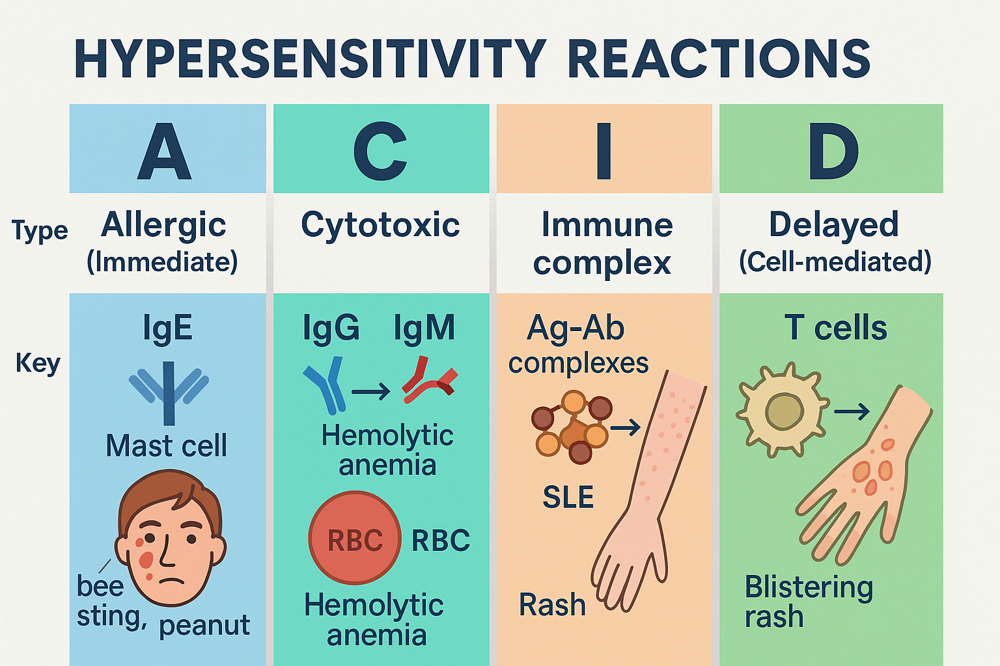 HYPERSENSITIVITY REACTIONS
A
C
I
D
Type
Allergic
(Immediate)
Cytotoxic
Immune
complex
Delayed
(Cell-mediated)
Key
IgE
Mast cell
bee
sting,
peanut
IgG IgM
Hemolytic
anemia
RBC
RBC
Hemolytic
anemia
Ag-Ab
complexes
SLE
Rash
T cells
Blistering
rash